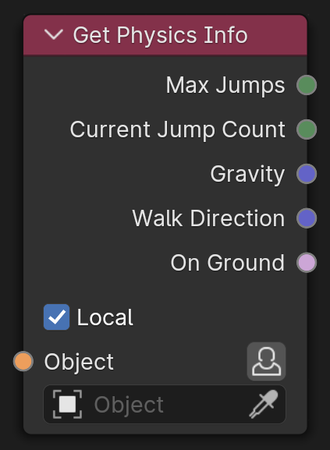 Get Physics Info
Max Jumps
Current Jump Count
Gravity
Walk Direction
On Ground
Local
Object
Object